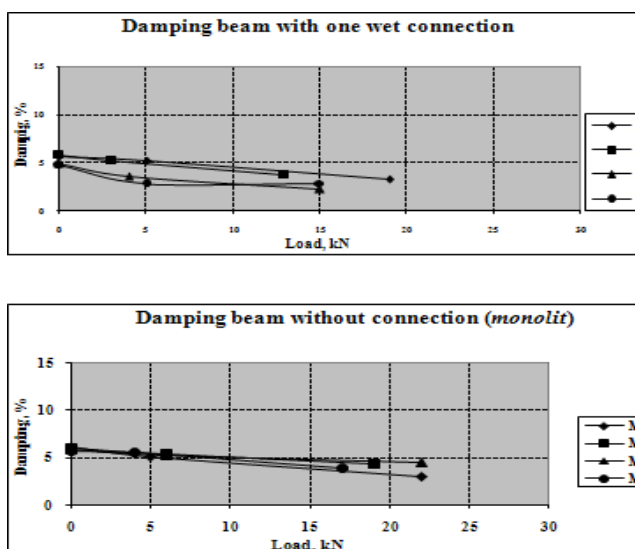 Damping beam with one wet connection
15
10
5
0
Dampig, %
0 5 10 15 20 25 30
Load, kN
Damping beam without connection (monolit)
15
10
5
0
Damping, %
0 5 10 15 20 25 30
Load, kN
M
M
M
M